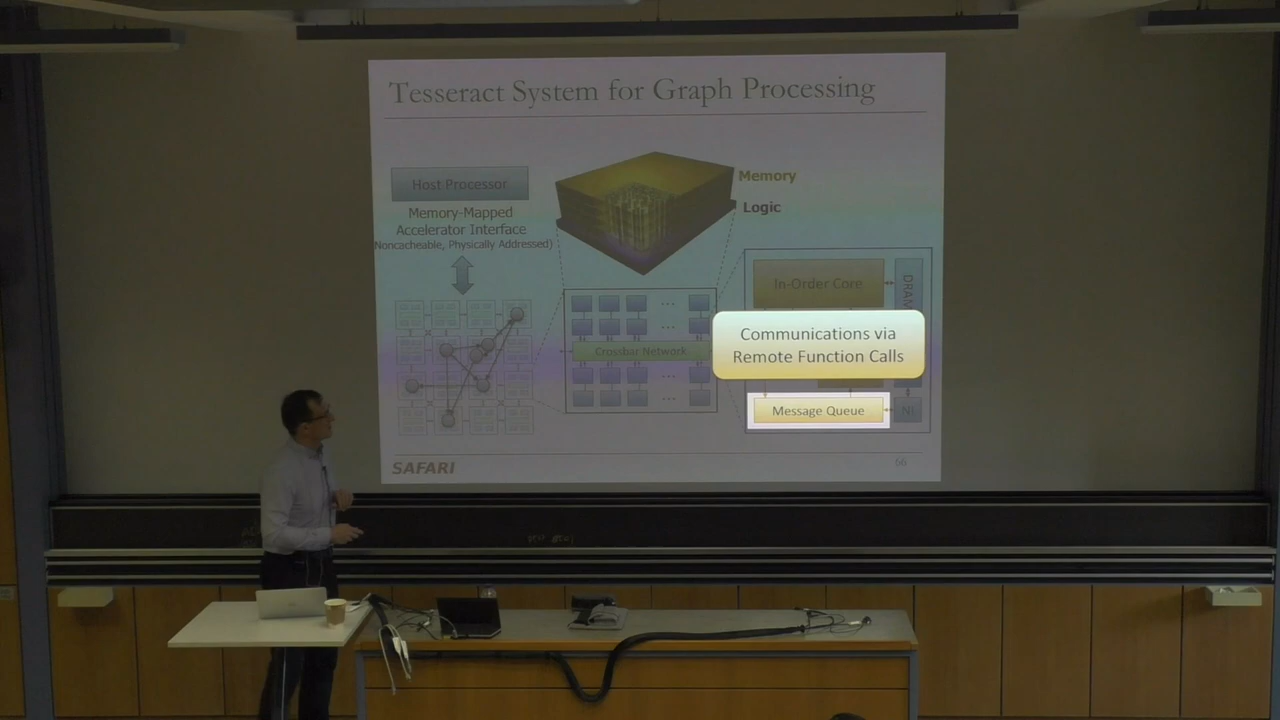 Tesseract System for Graph Processing
Host Processor
Memory-Mapped
Accelerator Interface
Noncacheable, Physically Addressed)
Memory
Logic
In-Order Core
DRAM
Crossbar Network
Communications via
Remote Function Calls
Message Queue
NI
SAFARI
66